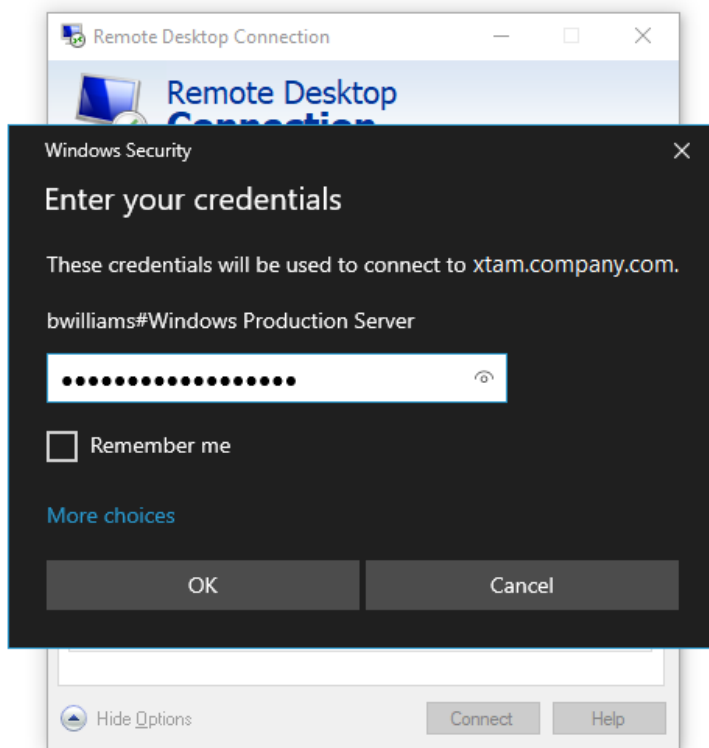 Remote Desktop Connection
Remote Desktop
Connection
Windows Security
Enter your credentials
These credentials will be used to connect to xtam.company.com.
bwilliams#Windows Production Server
••••••••••••••••••
Remember me
More choices
OK
Cancel
Hide Options
Connect
Help